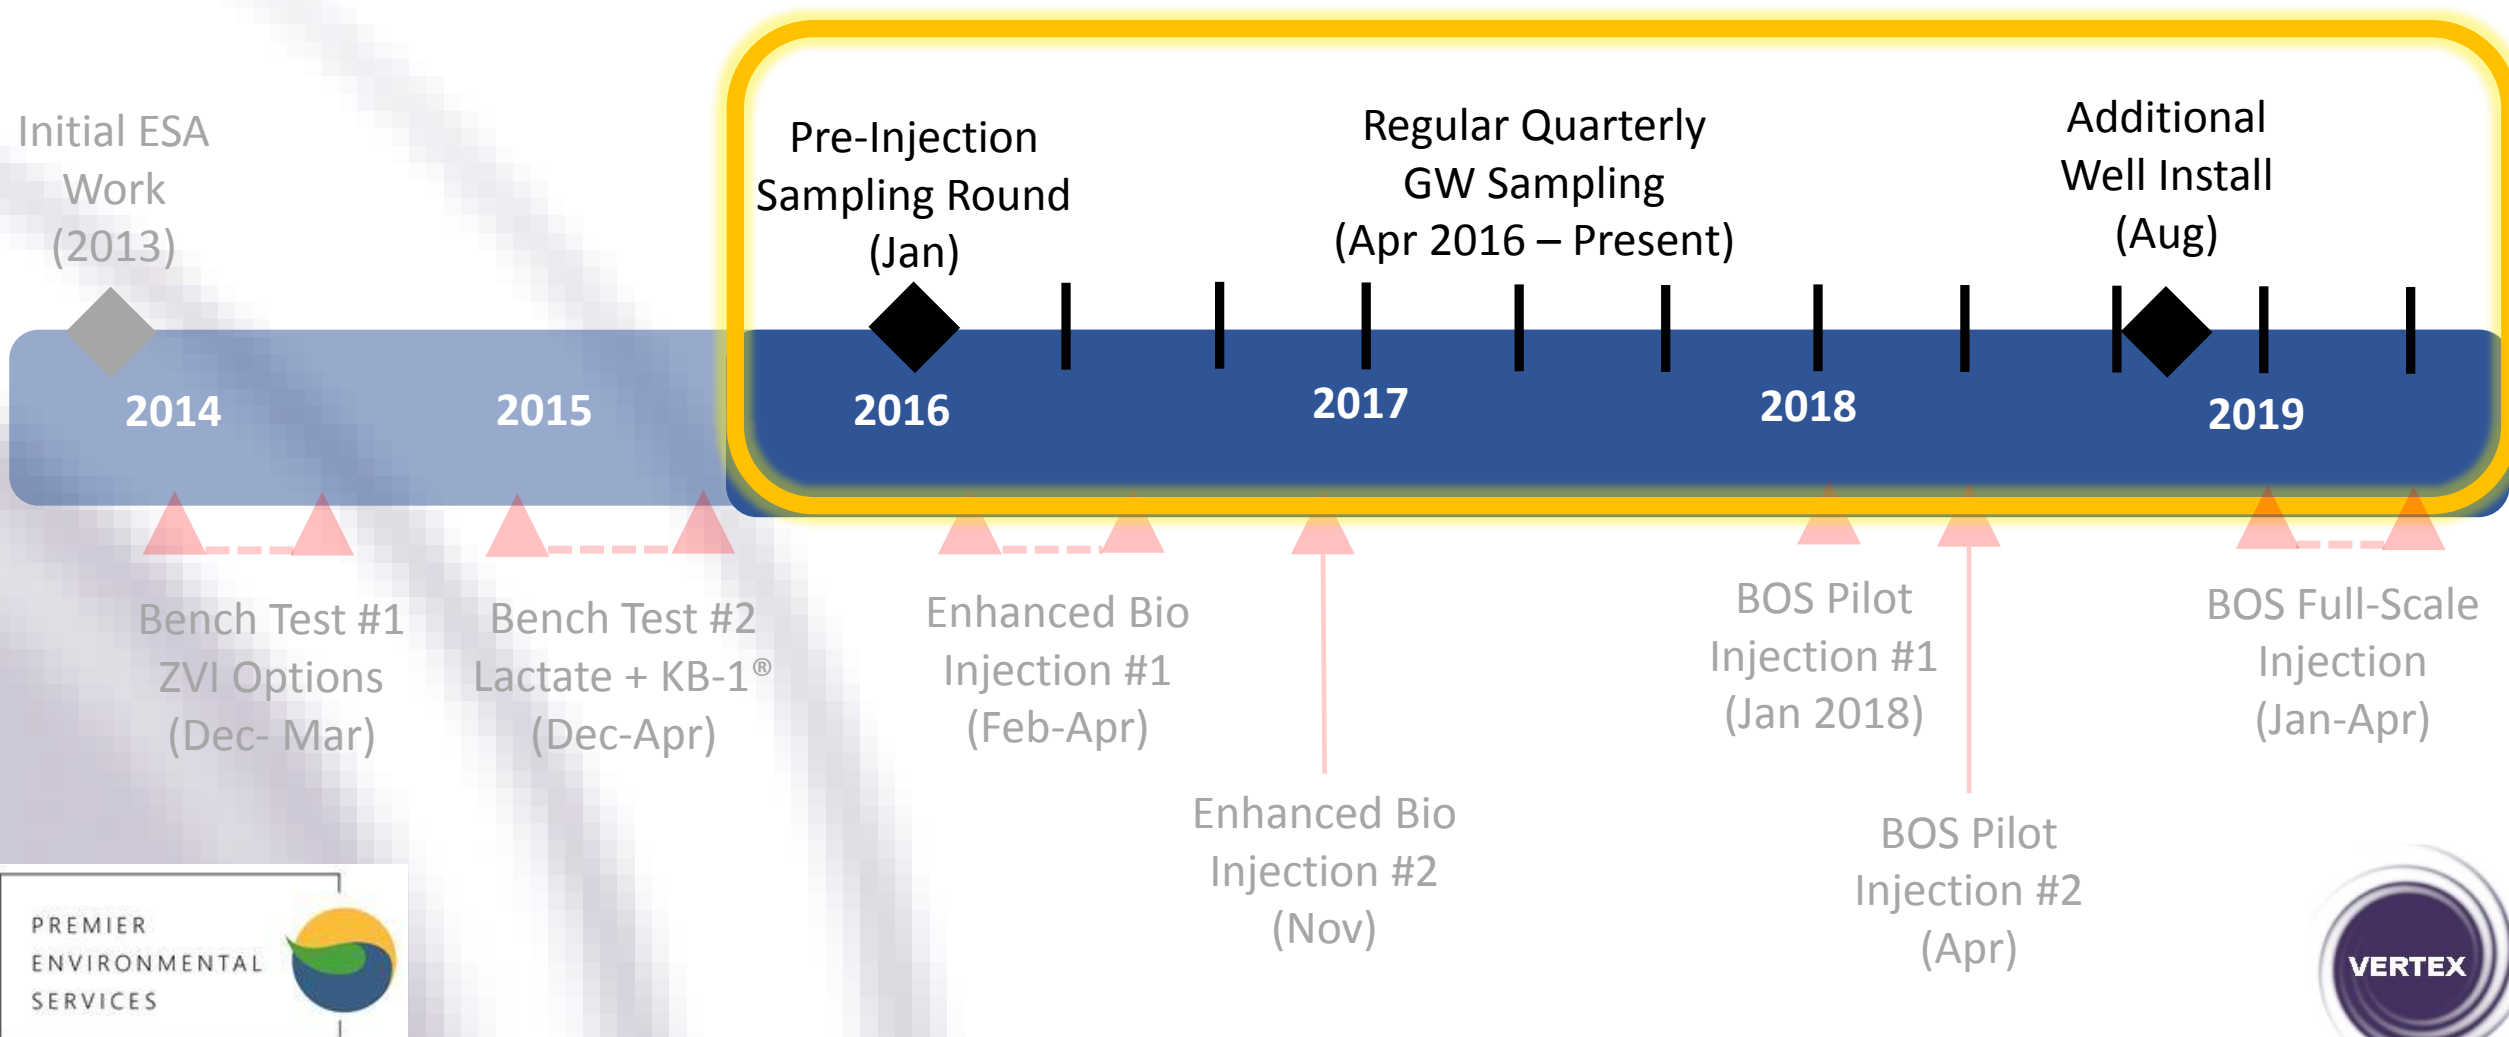 Initial ESA
Work
(2013)
Pre-Injection
Sampling Round
(Jan)
Regular Quarterly
GW Sampling
(Apr 2016 – Present)
Additional
Well Install
(Aug)
2014
2015
2016
2017
2018
2019
Bench Test #1
ZVI Options
(Dec- Mar)
Bench Test #2
Lactate + KB-1®
(Dec-Apr)
Enhanced Bio
Injection #1
(Feb-Apr)
Enhanced Bio
Injection #2
(Nov)
BOS Pilot
Injection #1
(Jan 2018)
BOS Pilot
Injection #2
(Apr)
BOS Full-Scale
Injection
(Jan-Apr)
PREMIER
ENVIRONMENTAL
SERVICES
VERTEX